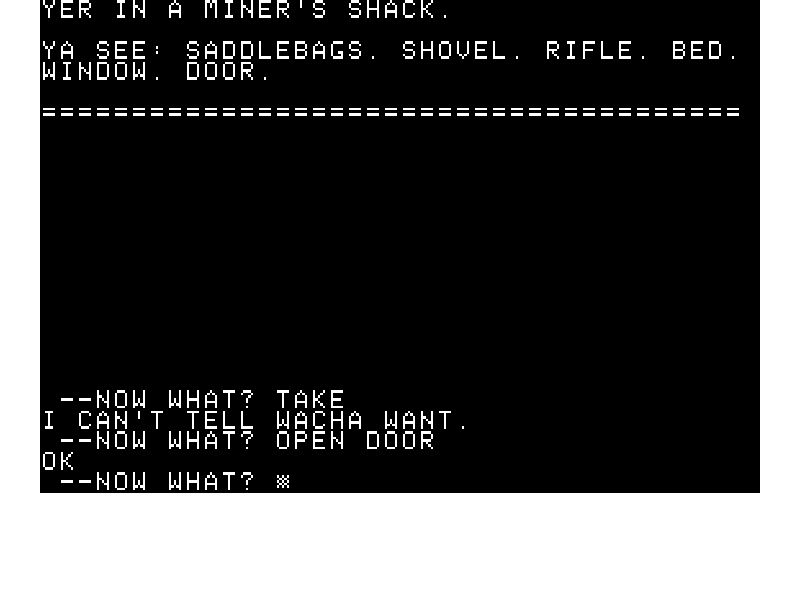 YER IN A MINER'S SHACK.
YA SEE: SADDLEBAGS. SHOVEL. RIFLE. BED.
WINDOW. DOOR.
=======================================
--NOW WHAT? TAKE
I CAN'T TELL WACHA WANT.
--NOW WHAT? OPEN DOOR
OK
--NOW WHAT? ※